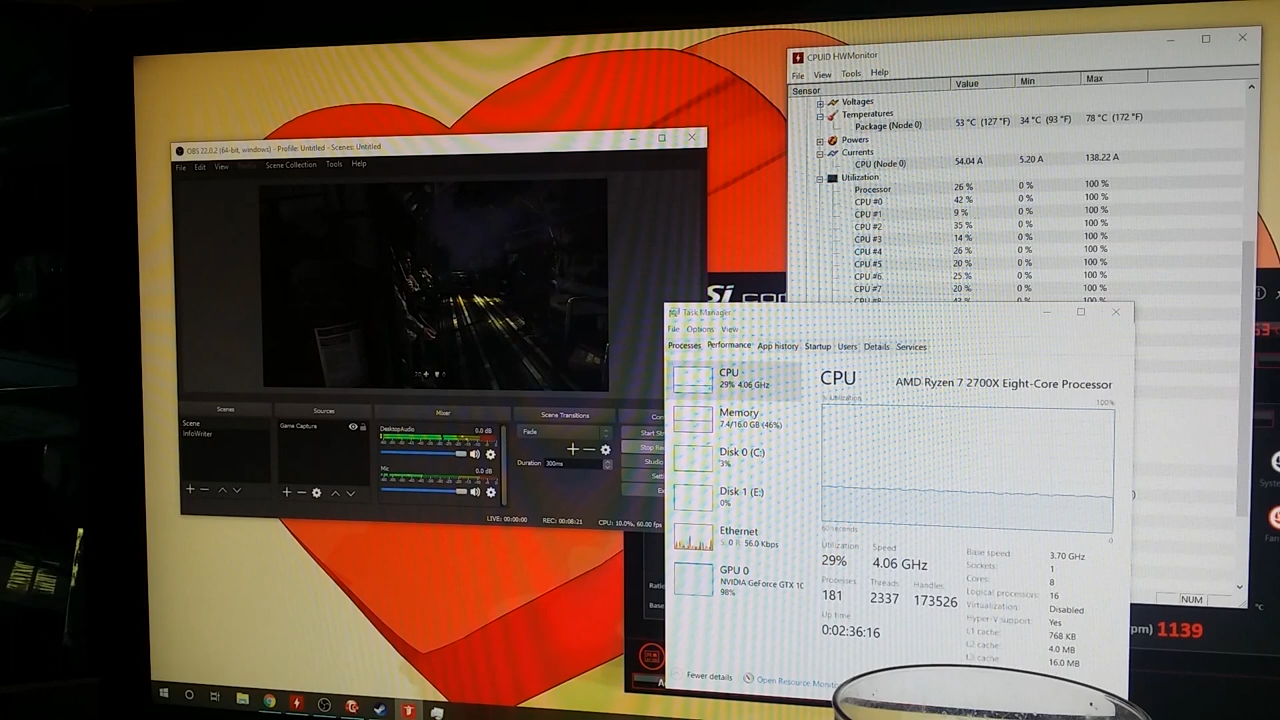 CPUID HWMonitor
File View Tools Help
Sensor Value Min Max
Voltages
Temperatures
Package (Node 0) 53 °C (127 °F) 34 °C (93 °F) 78 °C (172 °F)
Powers
Currents
CPU (Node 0) 54.04 A 5.20 A 138.22 A
Utilization
Processor 26 % 0 % 100 %
CPU #0 42 % 0 % 100 %
CPU #1 9 % 0 % 100 %
CPU #2 35 % 0 % 100 %
CPU #3 14 % 0 % 100 %
CPU #4 26 % 0 % 100 %
CPU #5 20 % 0 % 100 %
CPU #6 25 % 0 % 100 %
CPU #7 20 % 0 % 100 %
NUM
OBS 22.0.2 (64-bit, windows) - Profile: Untitled - Scenes: Untitled
File Edit View Scene Collection Tools Help
Scenes Sources Mixer Scene Transitions
Scene
InfoWriter
Game Capture
DesktopAudio 0.0 dB
Mic 0.0 dB
Fade
Duration 300ms
LIVE: 00:00:00 REC: 00:08:21 CPU: 10.0%, 60.00 fps
Task Manager
File Options View
Processes Performance App history Startup Users Details Services
CPU
29% 4.06 GHz
Memory
7.4/16.0 GB (46%)
Disk 0 (C:)
3%
Disk 1 (E:)
0%
Ethernet
S: 0 R: 56.0 Kbps
GPU 0
NVIDIA GeForce GTX 10
98%
CPU AMD Ryzen 7 2700X Eight-Core Processor
% Utilization 100%
60 seconds 0
Utilization Speed
29% 4.06 GHz
Processes Threads Handles
181 2337 173526
Up time
0:02:36:16
Base speed 3.70 GHz
Sockets: 1
Cores: 8
Logical processors: 16
Virtualization: Disabled
Hyper-V support: Yes
L1 cache: 768 KB
L2 cache: 4.0 MB
L3 cache: 16.0 MB
Fewer details Open Resource Monito
pm) 1139